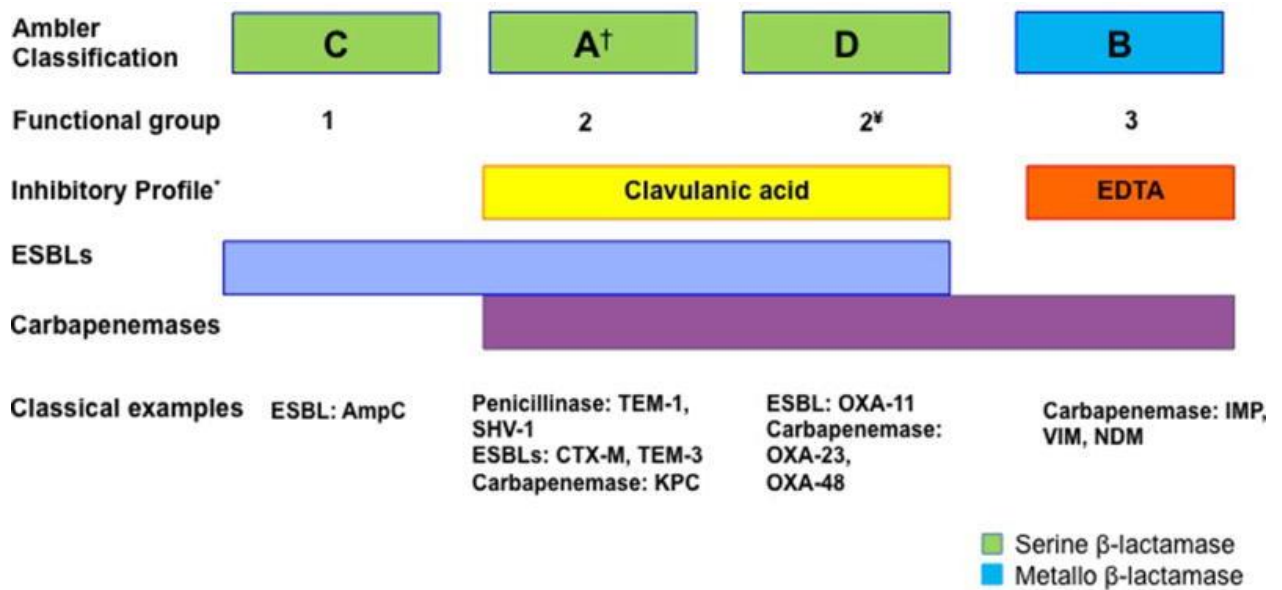 Ambler
Classification
C
A†
D
B
Functional group
1
2
2¥
3
Inhibitory Profile*
Clavulanic acid
EDTA
ESBLs
Carbapenemases
Classical examples
ESBL: AmpC
Penicillinase: TEM-1,
SHV-1
ESBLs: CTX-M, TEM-3
Carbapenemase: KPC
ESBL: OXA-11
Carbapenemase:
OXA-23,
OXA-48
Carbapenemase: IMP,
VIM, NDM
Serine β-lactamase
Metallo β-lactamase